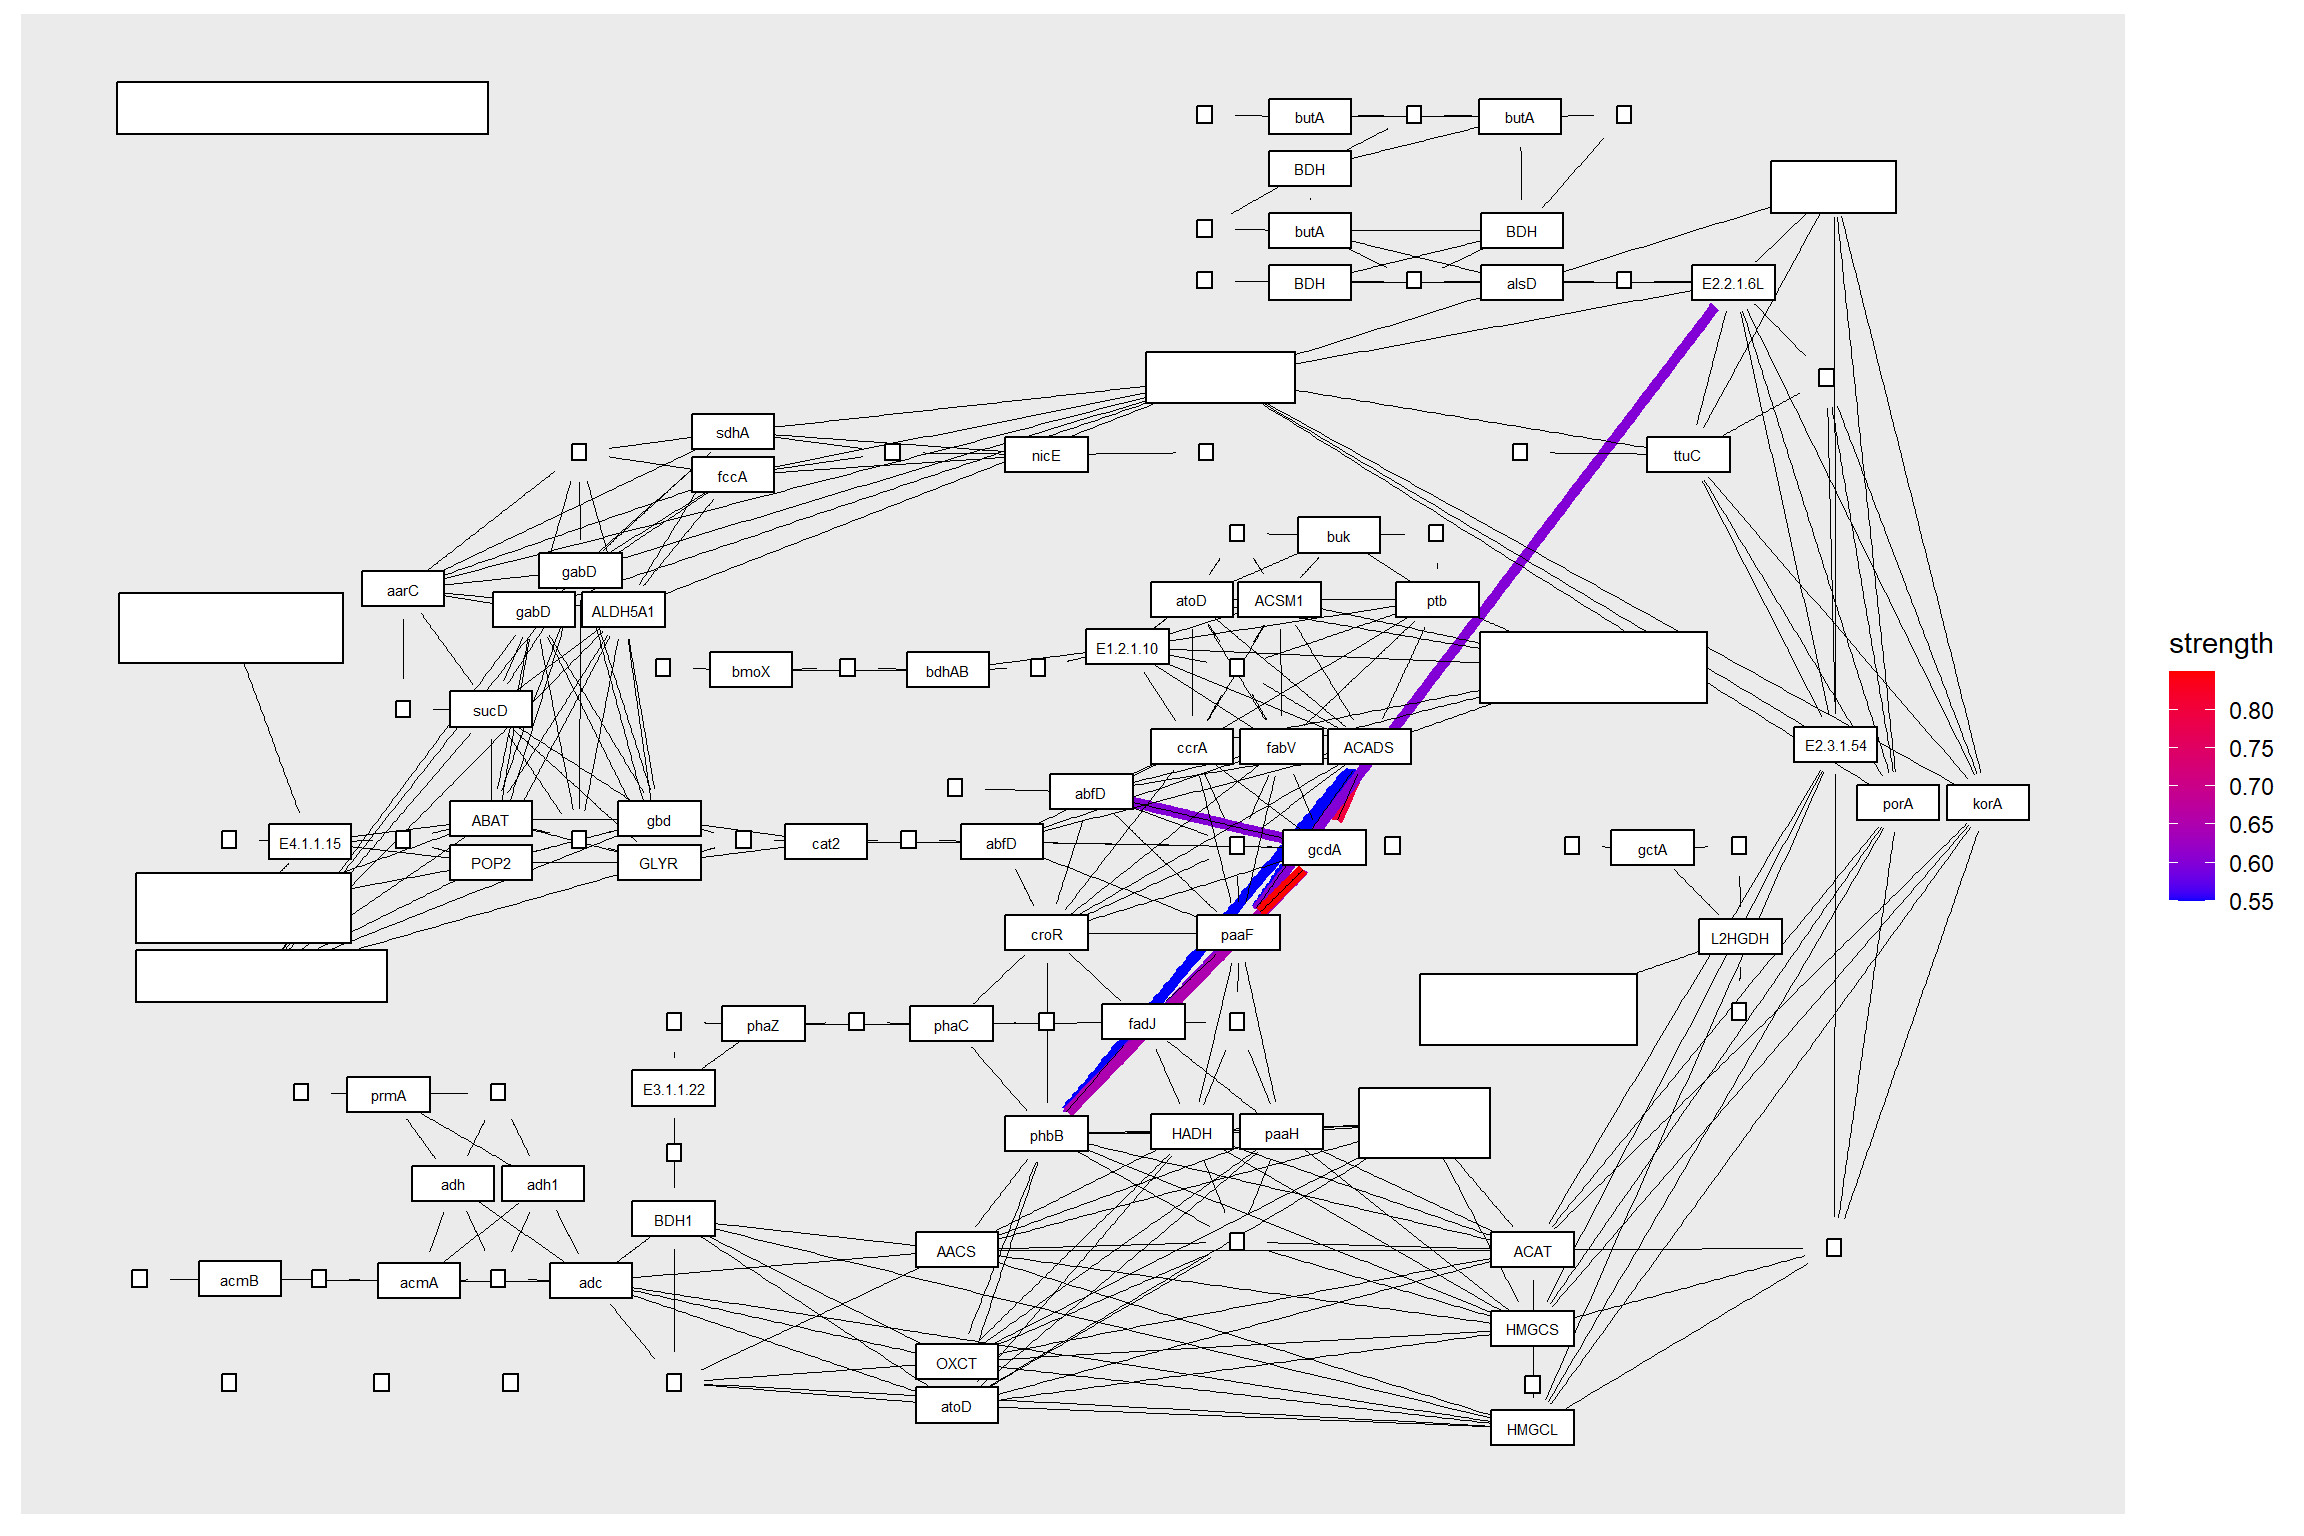 butA
butA
BDH
butA
BDH
BDH
alsD
E2.2.1.6L
sdhA
fccA
nicE
ttuC
buk
gabD
aarC
gabD
ALDH5A1
atoD
ACSM1
ptb
E1.2.1.10
bmoX
bdhAB
sucD
ccrA
fabV
ACADS
E2.3.1.54
abfD
porA
korA
ABAT
gbd
E4.1.1.15
cat2
abfD
gcdA
gctA
POP2
GLYR
croR
paaF
L2HGDH
phaZ
phaC
fadJ
E3.1.1.22
prmA
phbB
HADH
paaH
adh
adh1
BDH1
AACS
ACAT
acmB
acmA
adc
HMGCS
OXCT
atoD
HMGCL
strength
0.80
0.75
0.70
0.65
0.60
0.55